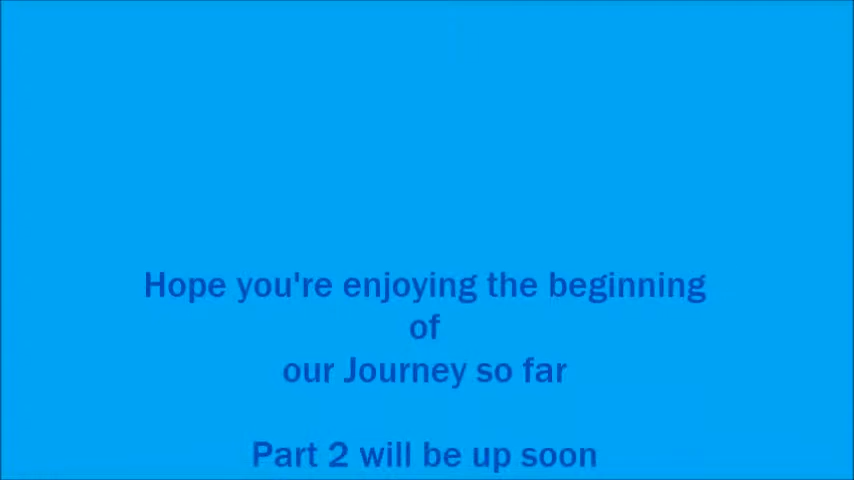 Hope you're enjoying the beginning
of
our Journey so far
Part 2 will be up soon